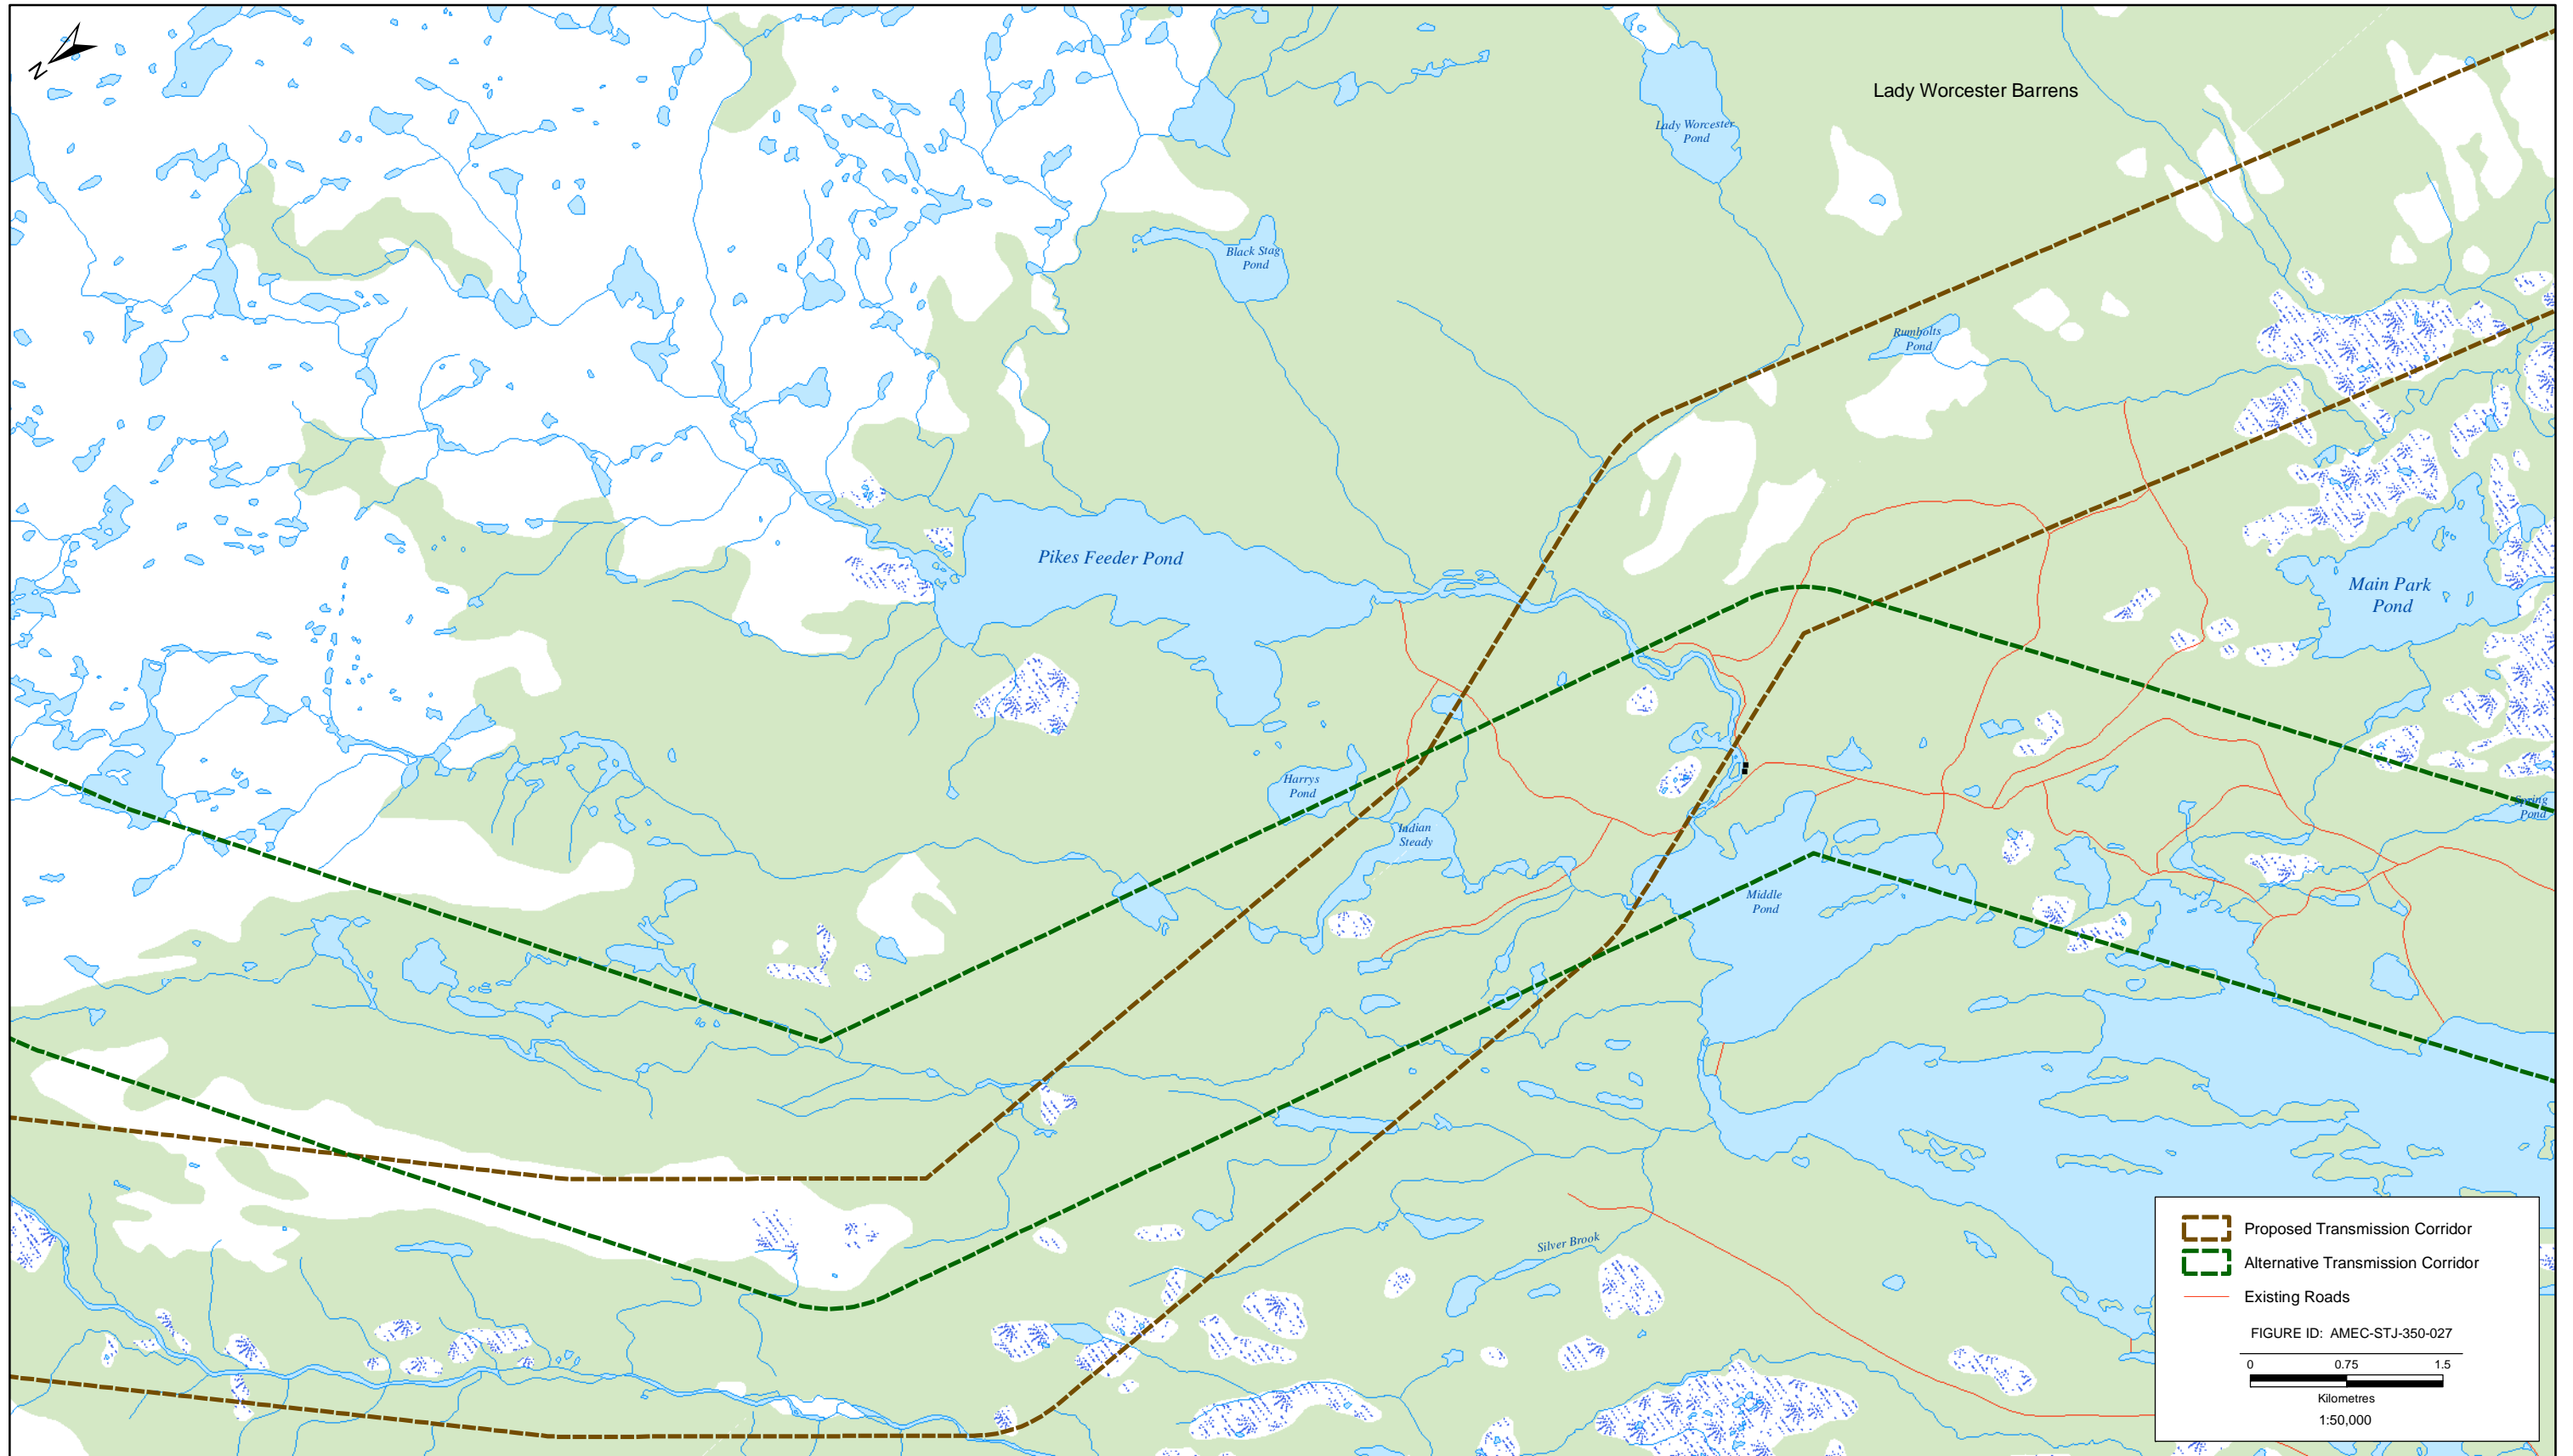 N
Lady Worcester Barrens
Lady Worcester
Pond
Black Stag
Pond
Rumbolts
Pond
Pikes Feeder Pond
Main Park
Pond
Harrys
Pond
Indian
Steady
Spring
Pond
Middle
Pond
Silver Brook
Proposed Transmission Corridor
Alternative Transmission Corridor
Existing Roads
FIGURE ID: AMEC-STJ-350-027
0 0.75 1.5
Kilometres
1:50,000